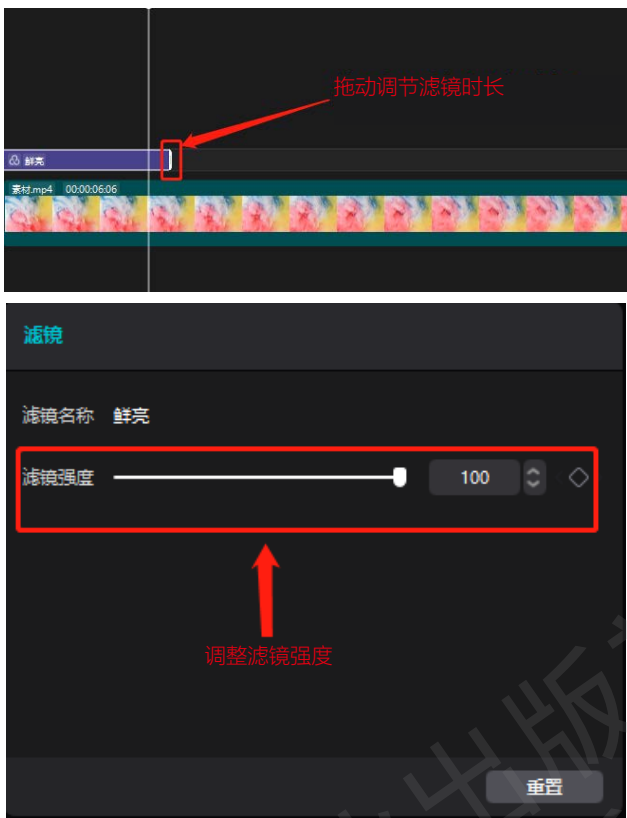 拖动调节滤镜时长
鲜亮
素材.mp4 00:00:06:06
滤镜
滤镜名称 鲜亮
滤镜强度 100
调整滤镜强度
出版
重置